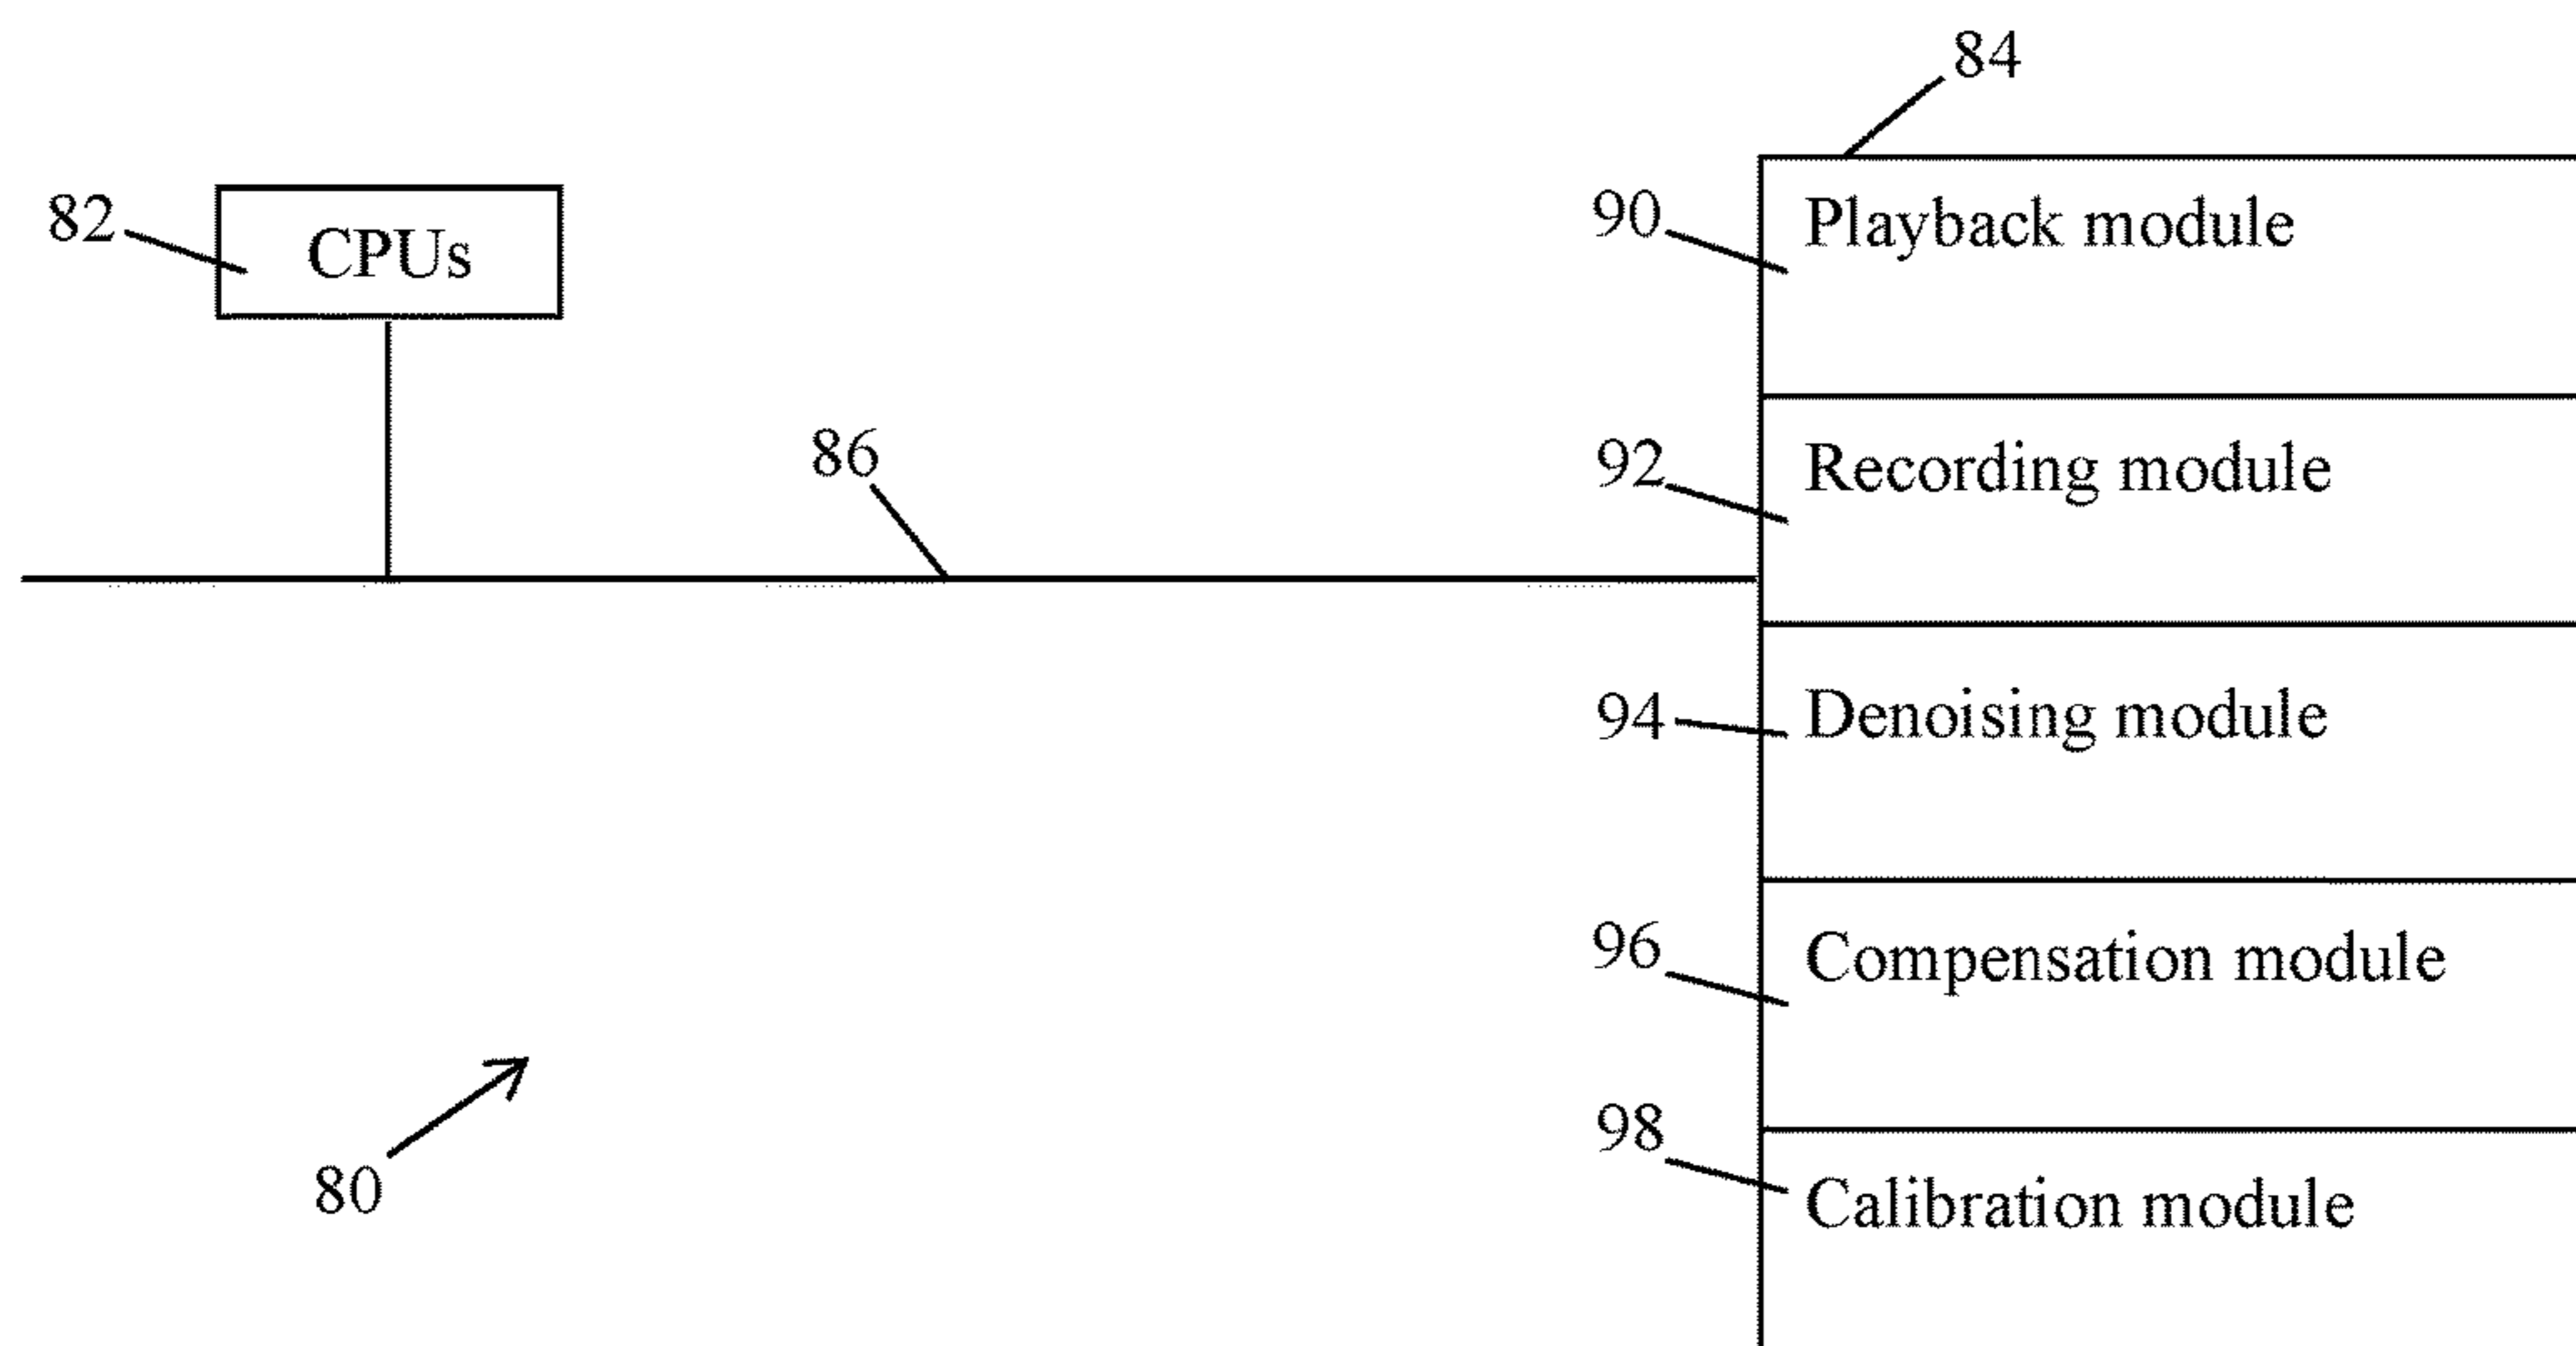 84
82
CPUs
90
Playback module
86
92
Recording module
94
Denoising module
96
Compensation module
98
Calibration module
80